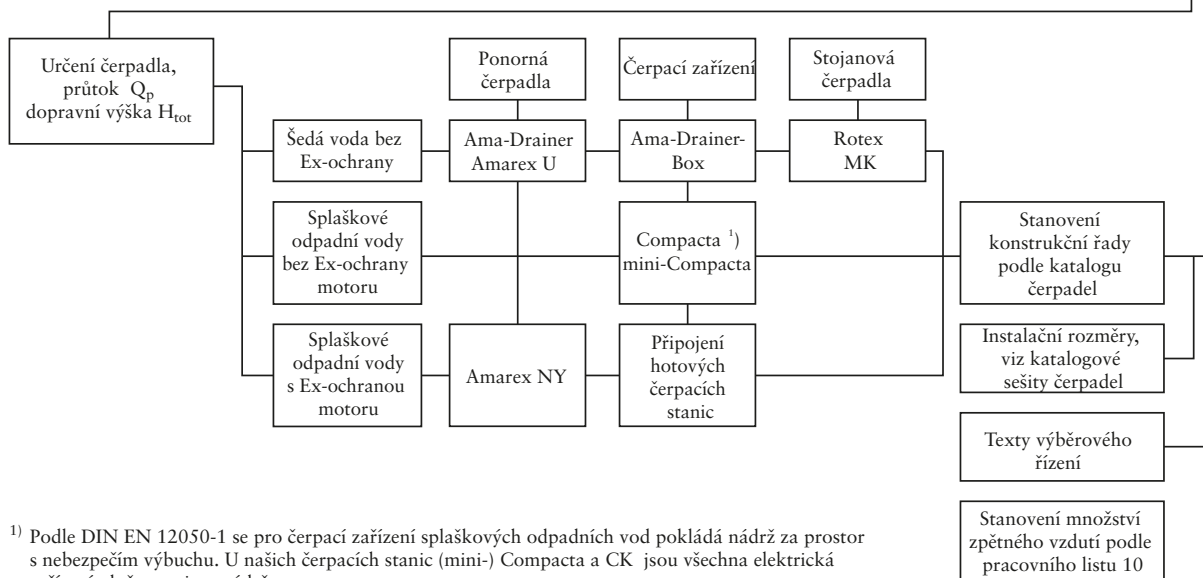 Určení čerpadla,
průtok Qp
dopravní výška Htot
Ponorná
čerpadla
Čerpací zařízení
Stojanová
čerpadla
Šedá voda bez
Ex-ochrany
Ama-Drainer
Amarex U
Ama-Drainer-
Box
Rotex
MK
Splaškové
odpadní vody
bez Ex-ochrany
motoru
Compacta 1)
mini-Compacta
Stanovení
konstrukční řady
podle katalogu
čerpadel
Splaškové
odpadní vody
s Ex-ochranou
motoru
Amarex NY
Připojení
hotových
čerpacích
stanic
Instalační rozměry,
viz katalogové
sešity čerpadel
Texty výběrového
řízení
Stanovení množství
zpětného vzdutí podle
pracovního listu 10
1) Podle DIN EN 12050-1 se pro čerpací zařízení splaškových odpadních vod pokládá nádrž za prostor
s nebezpečím výbuchu. U našich čerpacích stanic (mini-) Compacta a CK jsou všechna elektrická